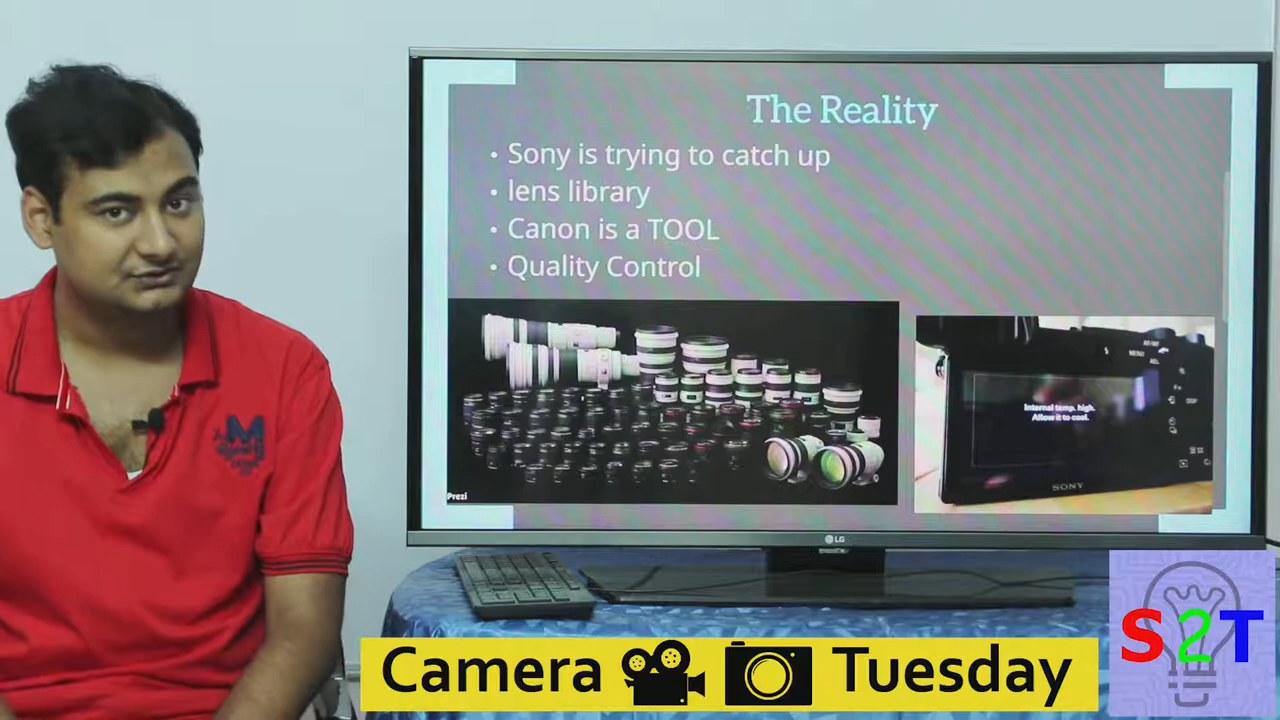 The Reality
• Sony is trying to catch up
• lens library
• Canon is a TOOL
• Quality Control
Internal temp. high.
Allow it to cool.
MENU
SONY
Prezi
LG
M
S2T
Camera Tuesday